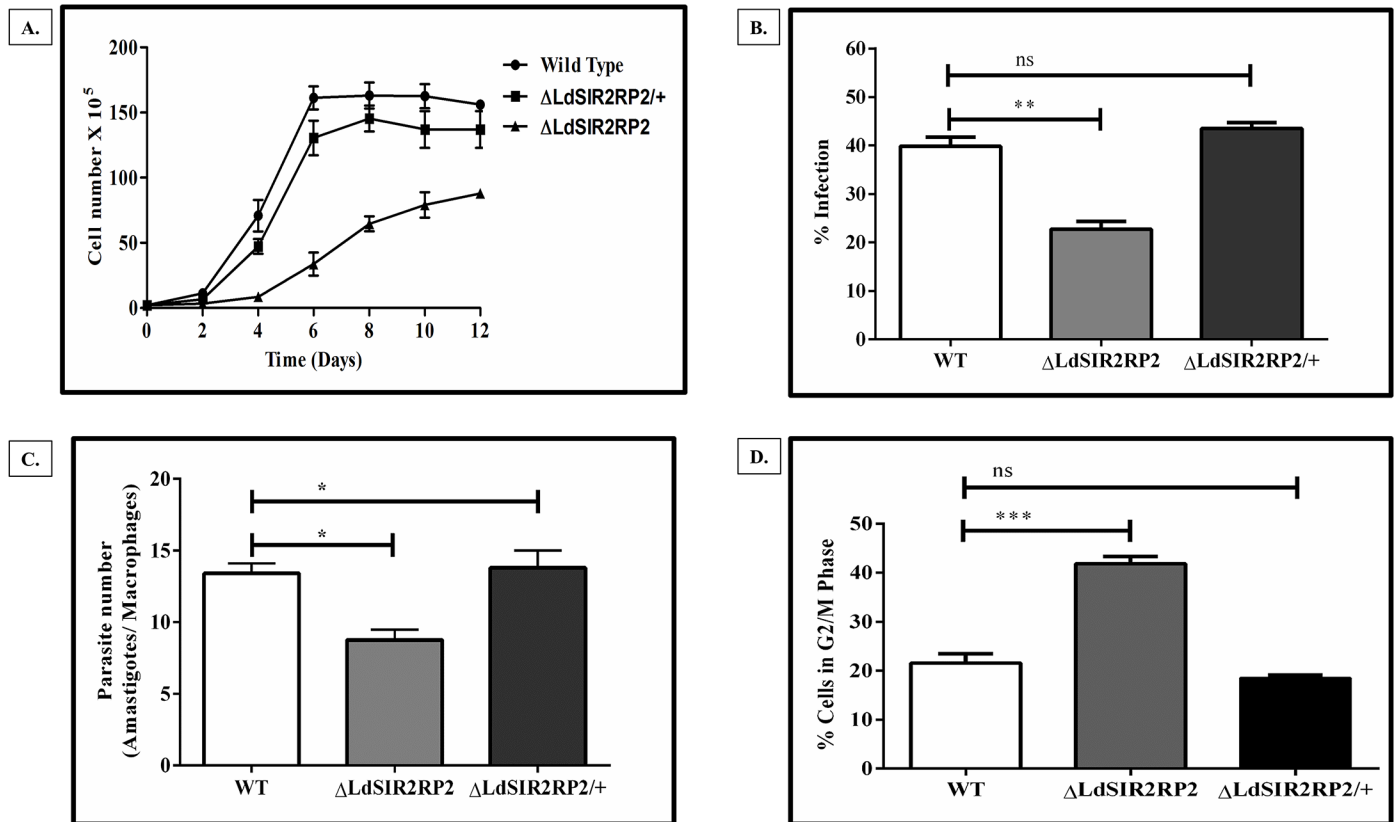 A.
Cell number X 10⁵
200
150
100
50
0
0 2 4 6 8 10 12
Time (Days)
Wild Type
ΔLdSIR2RP2/+
ΔLdSIR2RP2
B.
% Infection
60
50
40
30
20
10
0
ns
**
WT ΔLdSIR2RP2 ΔLdSIR2RP2/+
C.
Parasite number
(Amastigotes/ Macrophages)
20
15
10
5
0
*
*
WT ΔLdSIR2RP2 ΔLdSIR2RP2/+
D.
% Cells in G2/M Phase
50
40
30
20
10
0
ns
***
WT ΔLdSIR2RP2 ΔLdSIR2RP2/+